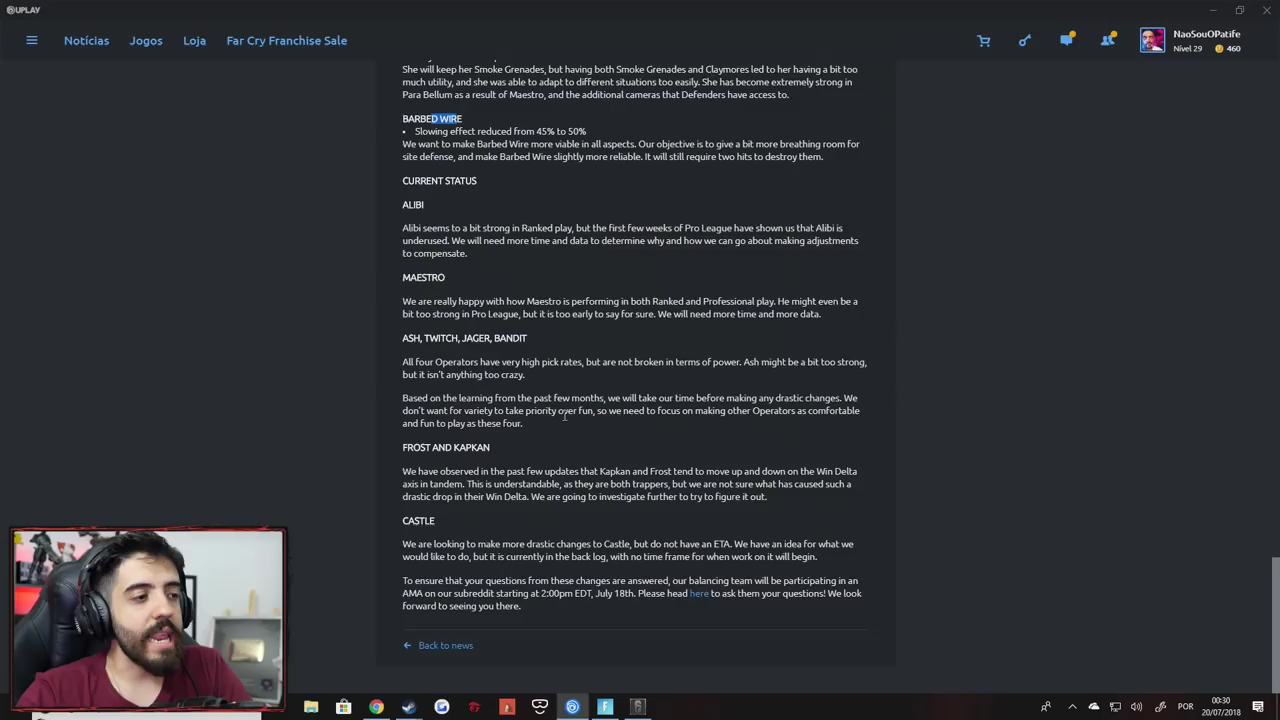 UPLAY
Notícias
Jogos
Loja
Far Cry Franchise Sale
NaoSouOPatife
Nível 29
460
She will keep her Smoke Grenades, but having both Smoke Grenades and Claymores led to her having a bit too
much utility, and she was able to adapt to different situations too easily. She has become extremely strong in
Para Bellum as a result of Maestro, and the additional cameras that Defenders have access to.
BARBED WIRE
• Slowing effect reduced from 45% to 50%
We want to make Barbed Wire more viable in all aspects. Our objective is to give a bit more breathing room for
site defense, and make Barbed Wire slightly more reliable. It will still require two hits to destroy them.
CURRENT STATUS
ALIBI
Alibi seems to a bit strong in Ranked play, but the first few weeks of Pro League have shown us that Alibi is
underused. We will need more time and data to determine why and how we can go about making adjustments
to compensate.
MAESTRO
We are really happy with how Maestro is performing in both Ranked and Professional play. He might even be a
bit too strong in Pro League, but it is too early to say for sure. We will need more time and more data.
ASH, TWITCH, JAGER, BANDIT
All four Operators have very high pick rates, but are not broken in terms of power. Ash might be a bit too strong,
but it isn't anything too crazy.
Based on the learning from the past few months, we will take our time before making any drastic changes. We
don't want for variety to take priority over fun, so we need to focus on making other Operators as comfortable
and fun to play as these four.
FROST AND KAPKAN
We have observed in the past few updates that Kapkan and Frost tend to move up and down on the Win Delta
axis in tandem. This is understandable, as they are both trappers, but we are not sure what has caused such a
drastic drop in their Win Delta. We are going to investigate further to try to figure it out.
CASTLE
We are looking to make more drastic changes to Castle, but do not have an ETA. We have an idea for what we
would like to do, but it is currently in the back log, with no time frame for when work on it will begin.
To ensure that your questions from these changes are answered, our balancing team will be participating in an
AMA on our subreddit starting at 2:00pm EDT, July 18th. Please head here to ask them your questions! We look
forward to seeing you there.
Back to news
POR
00:30
20/07/2018